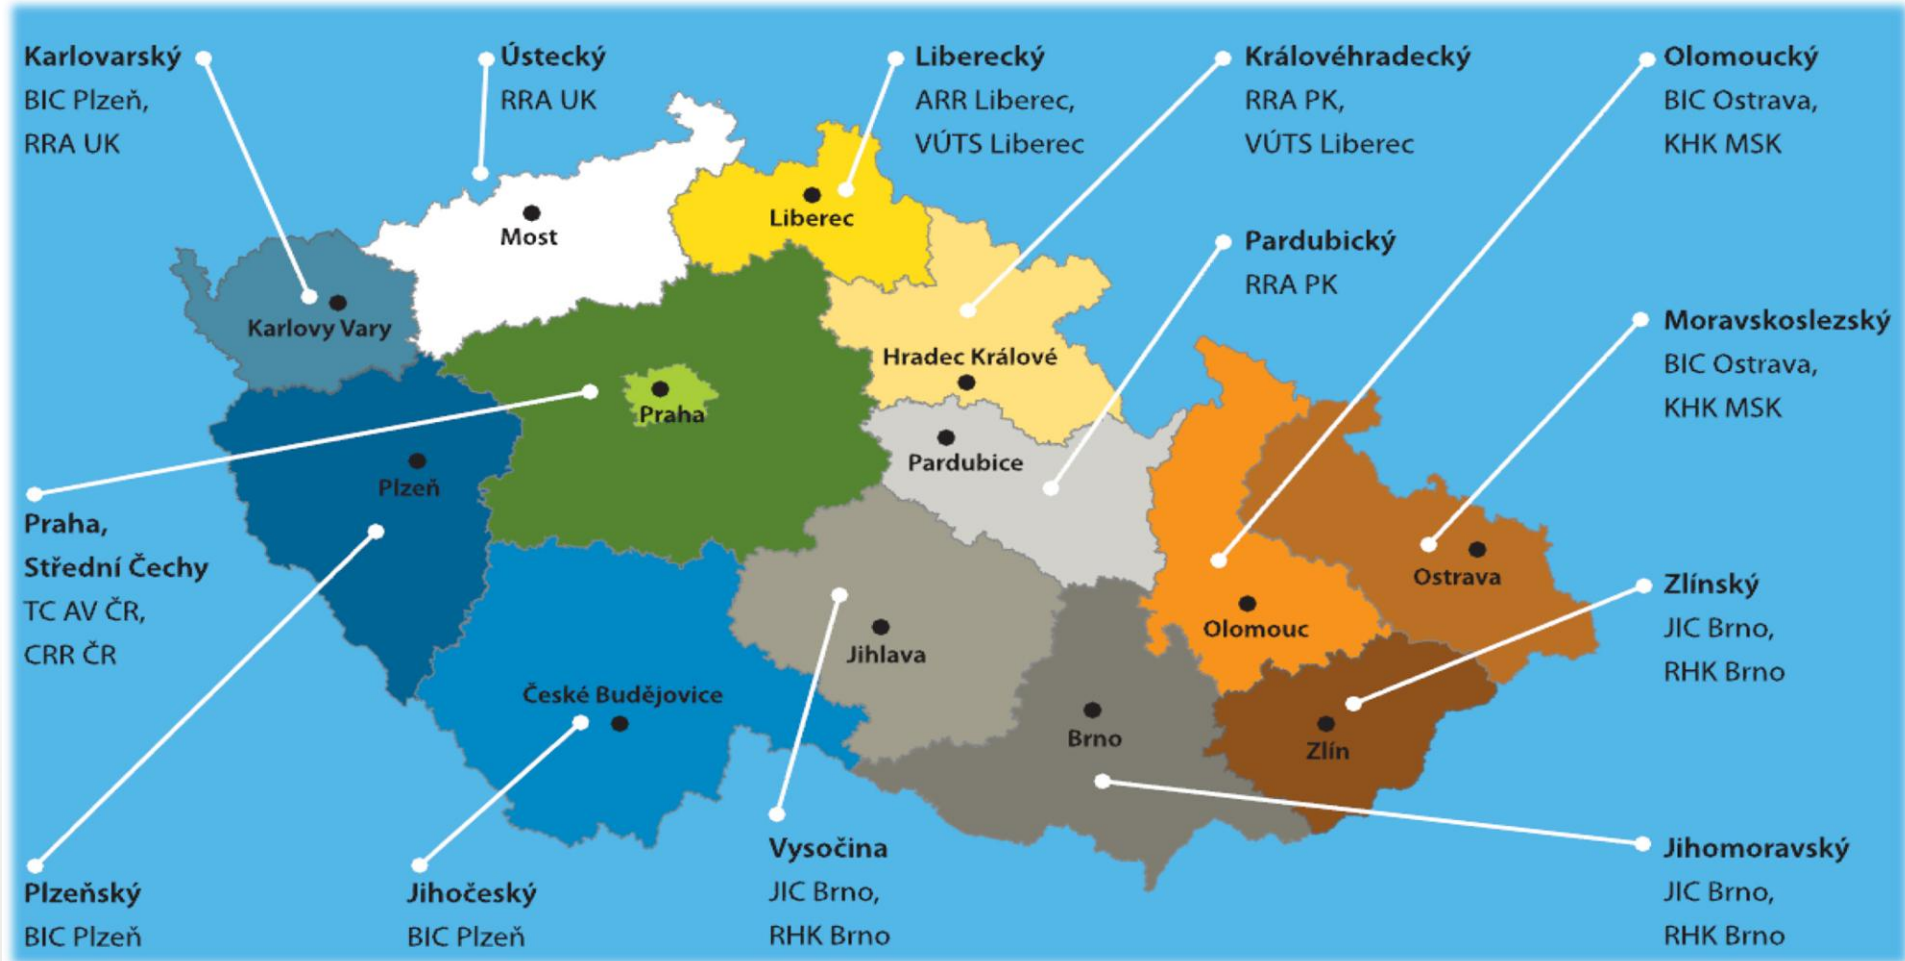 Karlovarský
BIC Plzeň,
RRA UK
Ústecký
RRA UK
Liberecký
ARR Liberec,
VÚTS Liberec
Královéhradecký
RRA PK,
VÚTS Liberec
Olomoucký
BIC Ostrava,
KHK MSK
Pardubický
RRA PK
Moravskoslezský
BIC Ostrava,
KHK MSK
Most
Liberec
Karlovy Vary
Hradec Králové
Praha
Pardubice
Plzeň
Praha,
Střední Čechy
TC AV ČR,
CRR ČR
Ostrava
Olomouc
Jihlava
České Budějovice
Brno
Zlín
Zlínský
JIC Brno,
RHK Brno
Plzeňský
BIC Plzeň
Jihočeský
BIC Plzeň
Vysočina
JIC Brno,
RHK Brno
Jihomoravský
JIC Brno,
RHK Brno